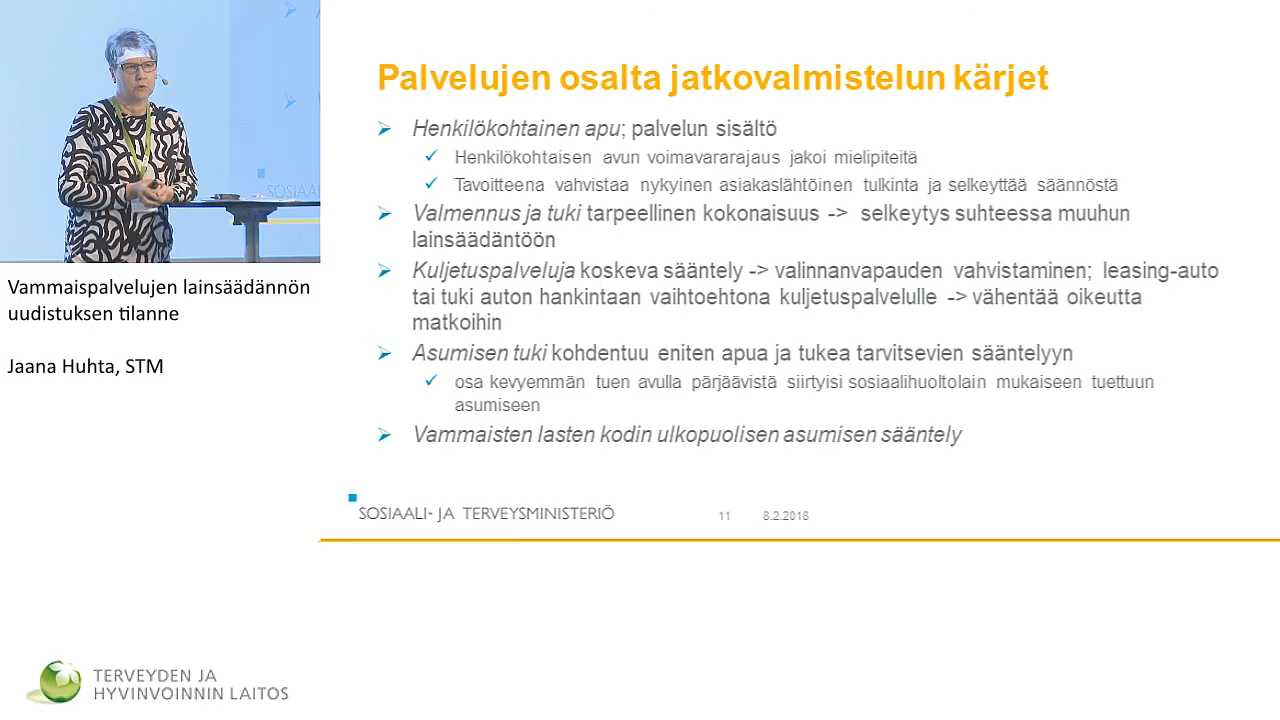 Palvelujen osalta jatkovalmistelun kärjet
Henkilökohtainen apu; palvelun sisältö
Henkilökohtaisen avun voimavararajaus jakoi mielipiteitä
Tavoitteena vahvistaa nykyinen asiakaslähtöinen tulkinta ja selkeyttää säännöstä
Valmennus ja tuki tarpeellinen kokonaisuus -> selkeytys suhteessa muuhun
lainsäädäntöön
Kuljetuspalveluja koskeva sääntely -> valinnanvapauden vahvistaminen; leasing-auto
tai tuki auton hankintaan vaihtoehtona kuljetuspalvelulle -> vähentää oikeutta
matkoihin
Asumisen tuki kohdentuu eniten apua ja tukea tarvitsevien sääntelyyn
osa kevyemmän tuen avulla pärjäävistä siirtyisi sosiaalihuoltolain mukaiseen tuettuun
asumiseen
Vammaisten lasten kodin ulkopuolisen asumisen sääntely
SOSIAALI- JA TERVEYSMINISTERIÖ
11 8.2.2018
SOSIAAL
Vammaispalvelujen lainsäädännön
uudistuksen tilanne
Jaana Huhta, STM
TERVEYDEN JA
HYVINVOINNIN LAITOS